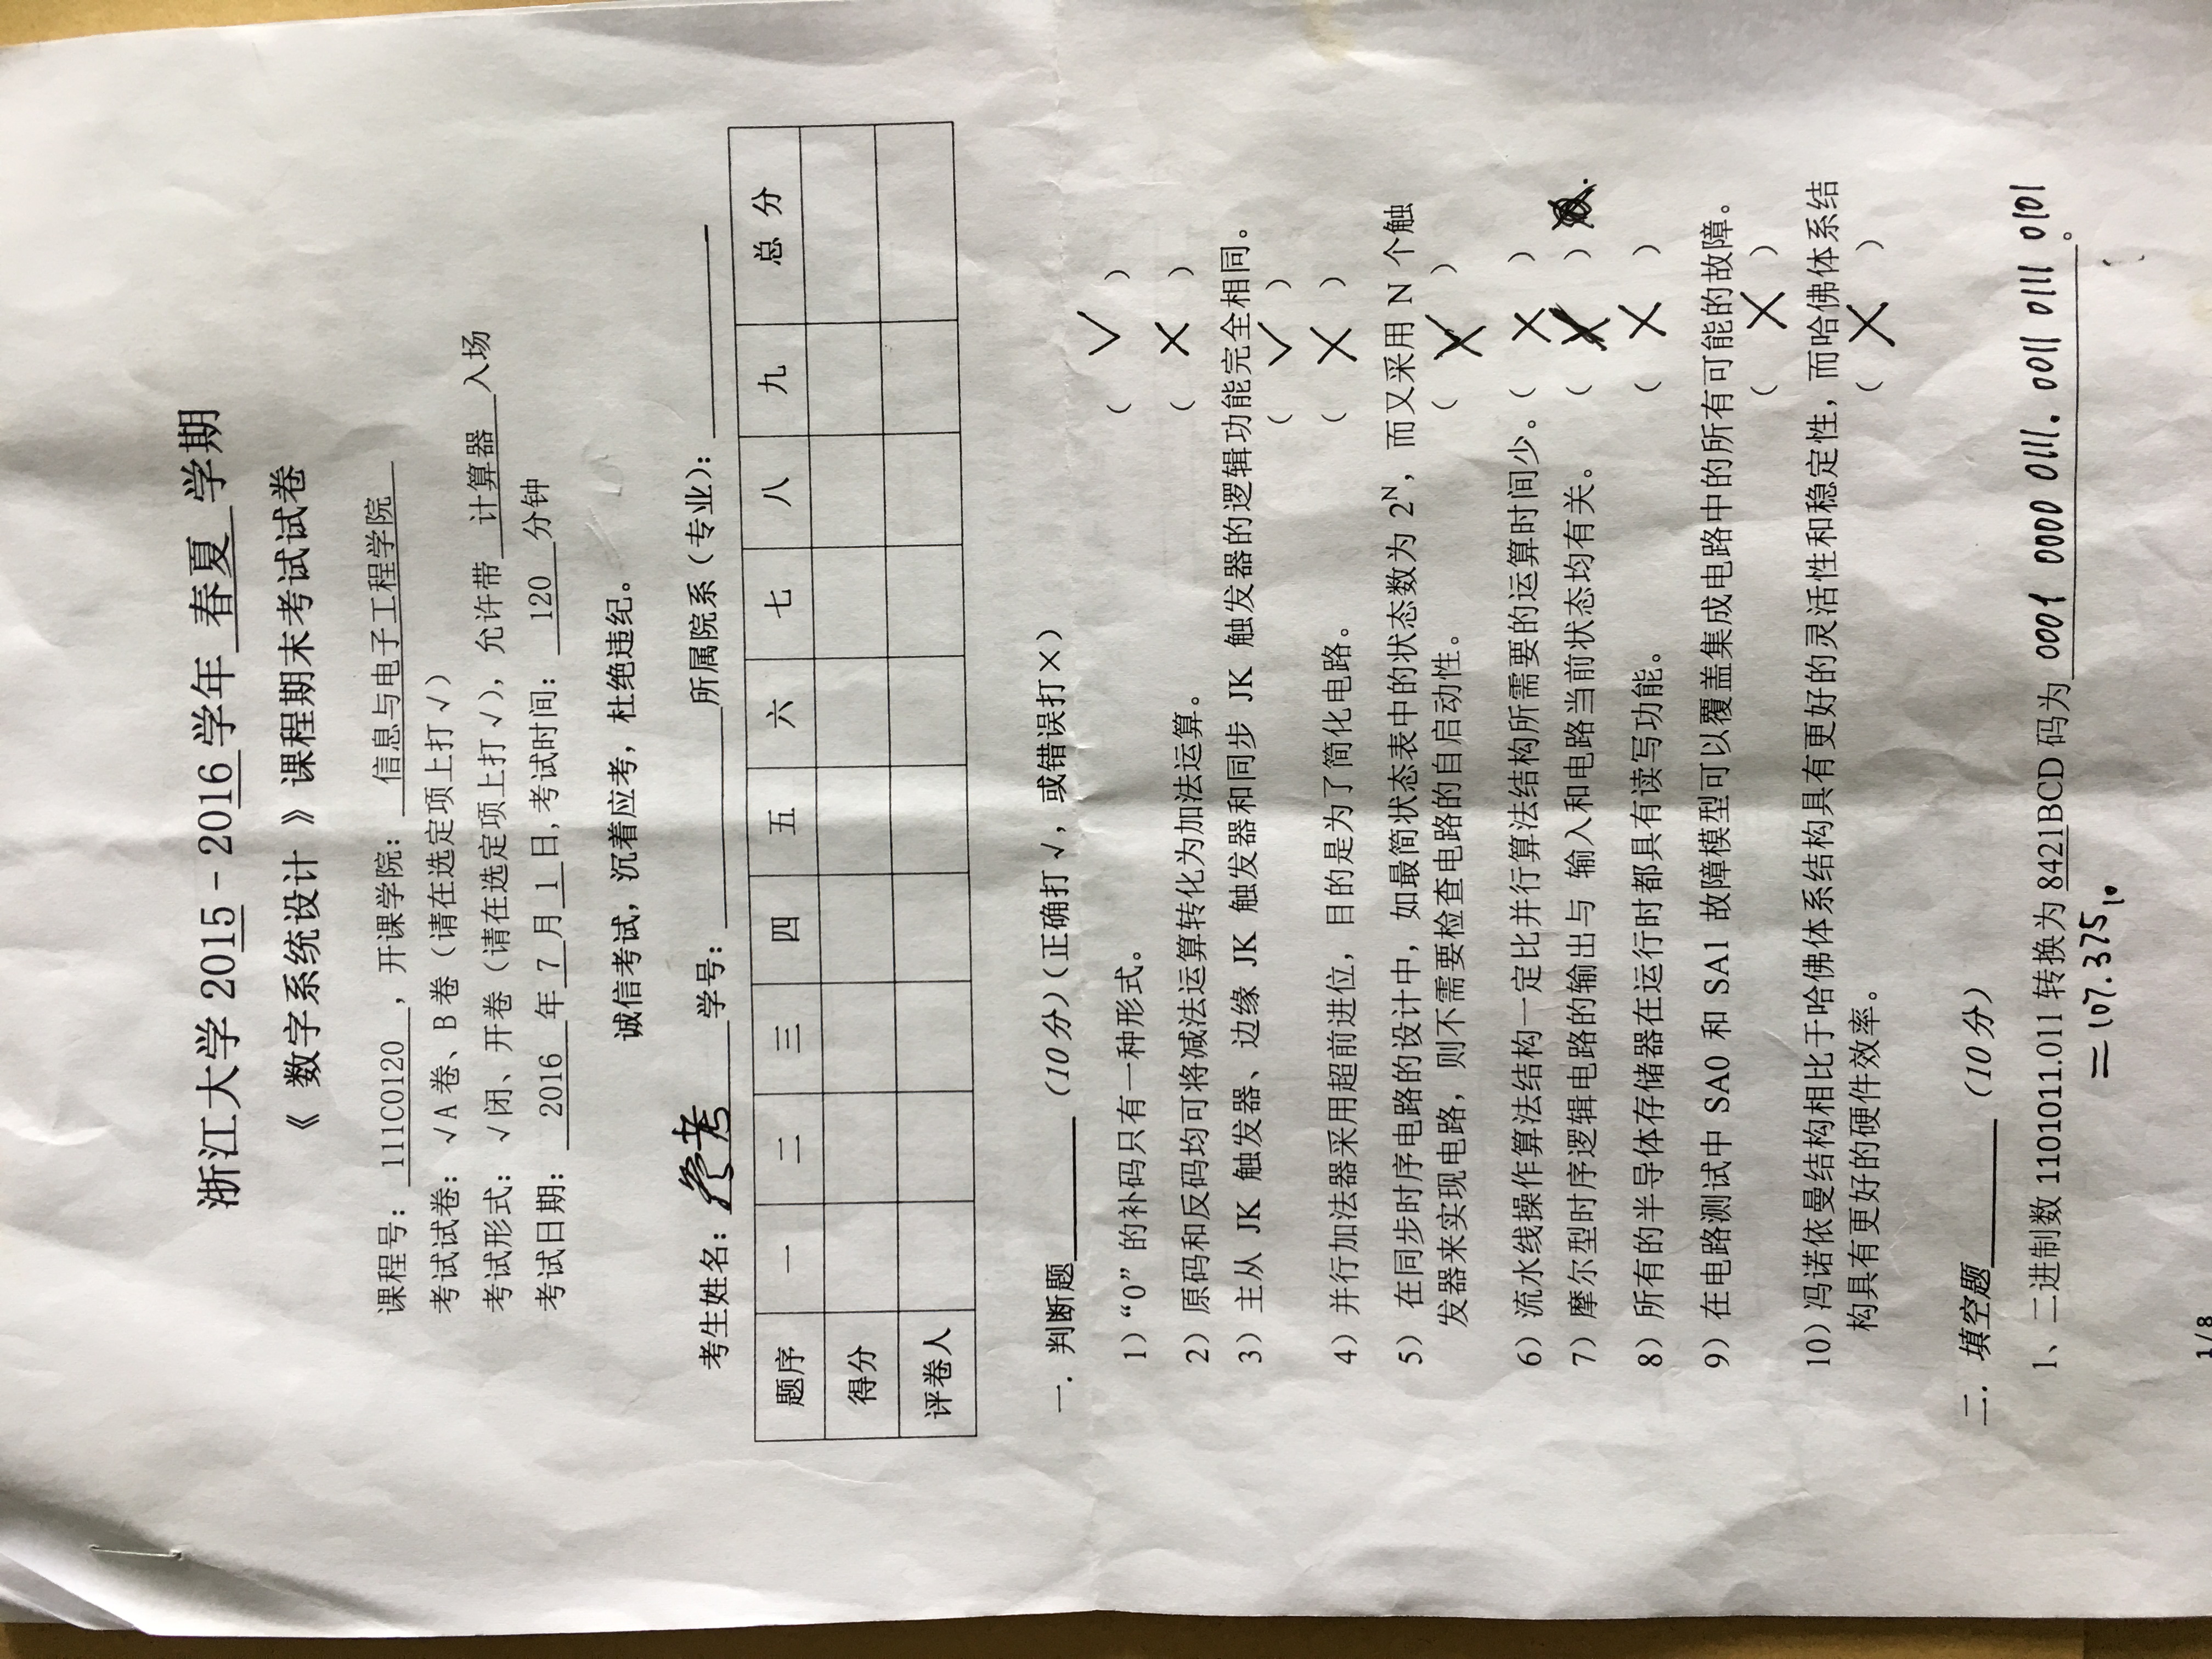 浙江大学 2015 - 2016 学年 春夏 学期
《 数字系统设计 》课程期末考试试卷
课程号： 111C0120 ，开课学院： 信息与电子工程学院
考试试卷：√A 卷、B 卷（请在选定项上打√）
考试形式：√闭、开卷（请在选定项上打√），允许带 计算器 入场
考试日期： 2016 年 7 月 1 日,考试时间： 120 分钟
诚信考试，沉着应考，杜绝违纪。
考生姓名： 参考 学号： 所属院系（专业）：
题序 一 二 三 四 五 六 七 八 九 总 分
得分
评卷人
一．判断题 （10 分）（正确打√，或错误打×）
1）“0”的补码只有一种形式。 （ √ ）
2）原码和反码均可将减法运算转化为加法运算。 （ × ）
3）主从 JK 触发器、边缘 JK 触发器和同步 JK 触发器的逻辑功能完全相同。
（ √ ）
4）并行加法器采用超前进位，目的是为了简化电路。 （ × ）
5） 在同步时序电路的设计中，如最简状态表中的状态数为 2^N，而又采用 N 个触
发器来实现电路，则不需要检查电路的自启动性。 （ × ）
6）流水线操作算法结构一定比并行算法结构所需要的运算时间少。（ × ）
7）摩尔型时序逻辑电路的输出与 输入和电路当前状态均有关。 （ × ）
8）所有的半导体存储器在运行时都具有读写功能。 （ × ）
9）在电路测试中 SA0 和 SA1 故障模型可以覆盖集成电路中的所有可能的故障。
（ × ）
10）冯诺依曼结构相比于哈佛体系结构具有更好的灵活性和稳定性，而哈佛体系结
构具有更好的硬件效率。 （ × ）
二．填空题 （10 分）
1、二进制数 1101011.011 转换为 8421BCD 码为 0001 0000 0111. 0011 0111 0101 。
= 107.375₁₀
1 / 8